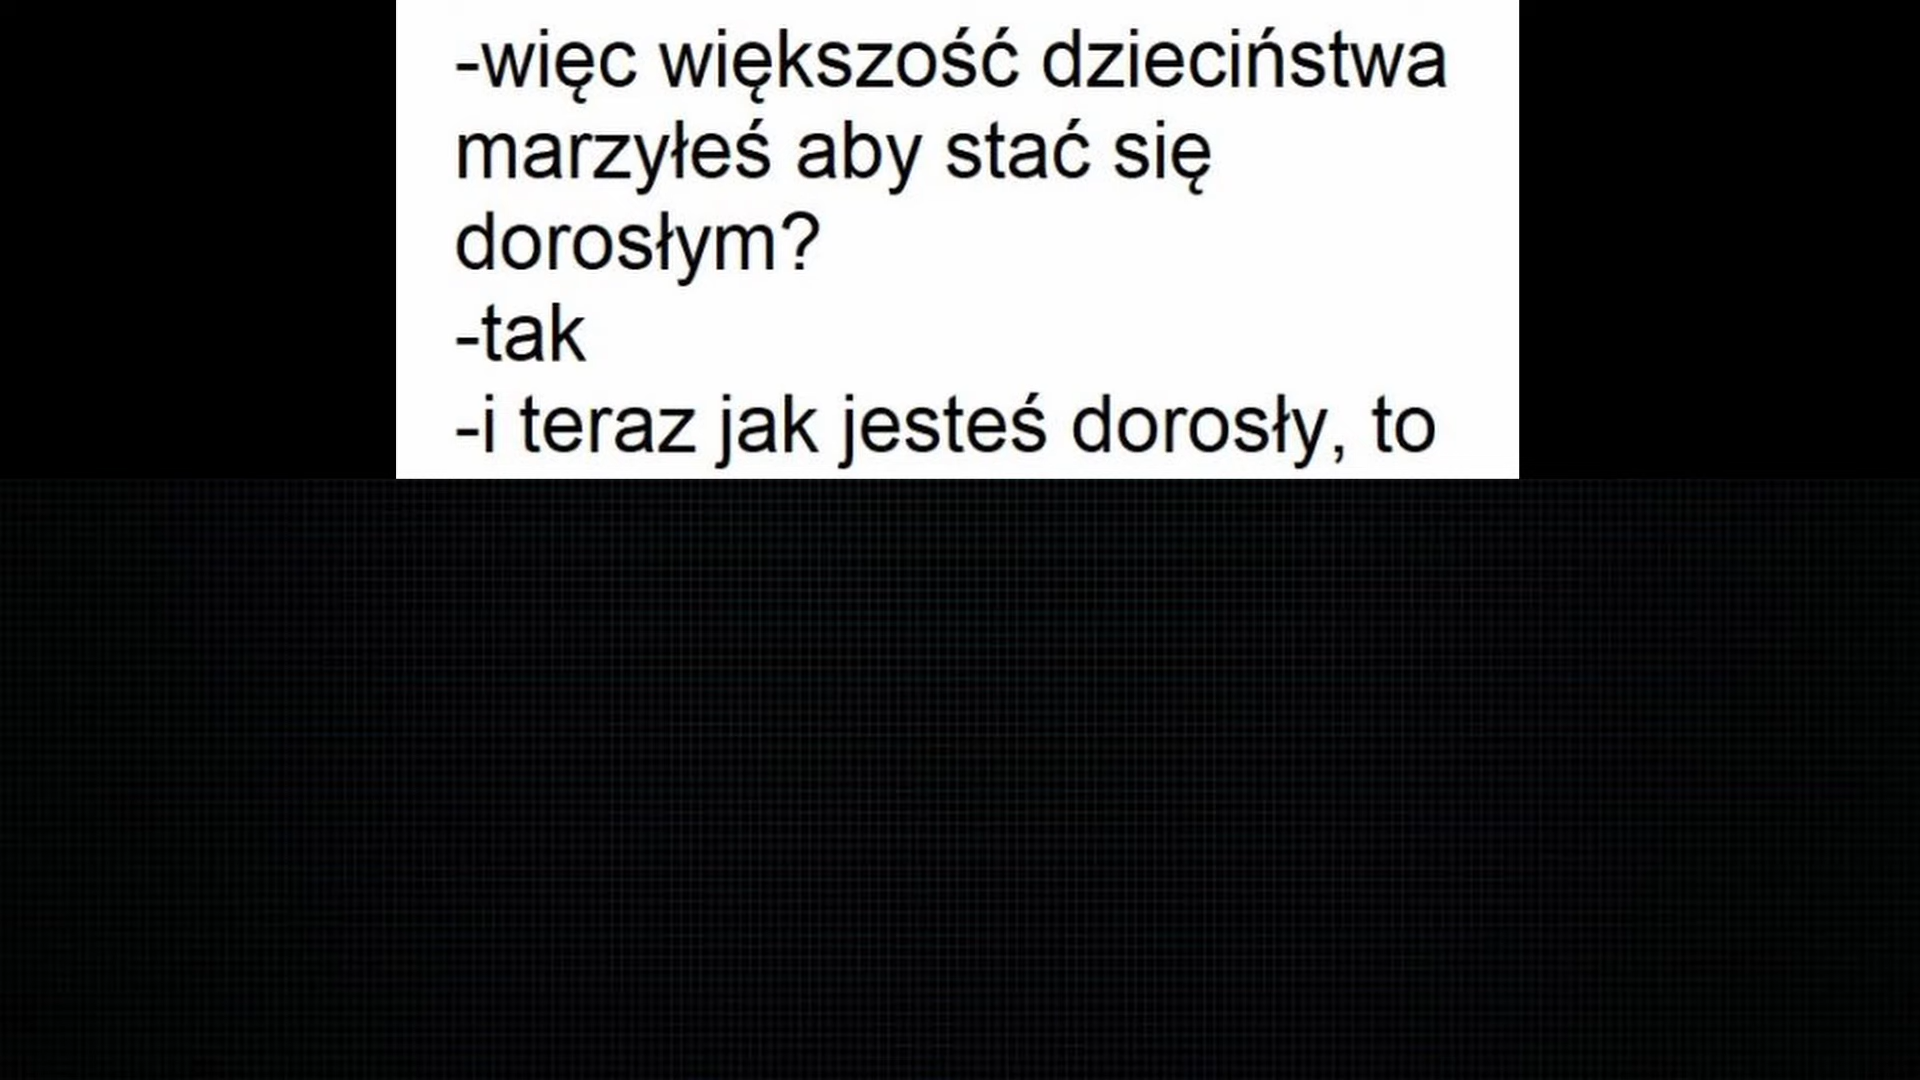 -więc większość dzieciństwa
marzyłeś aby stać się
dorosłym?
-tak
-i teraz jak jesteś dorosły, to